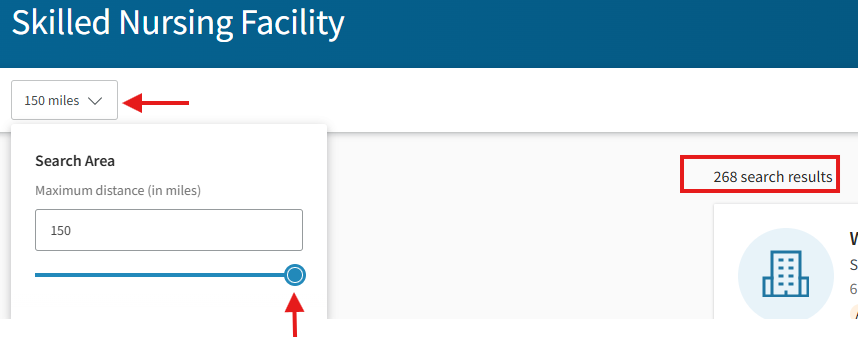 Skilled Nursing Facility
150 miles
Search Area
Maximum distance (in miles)
150
268 search results